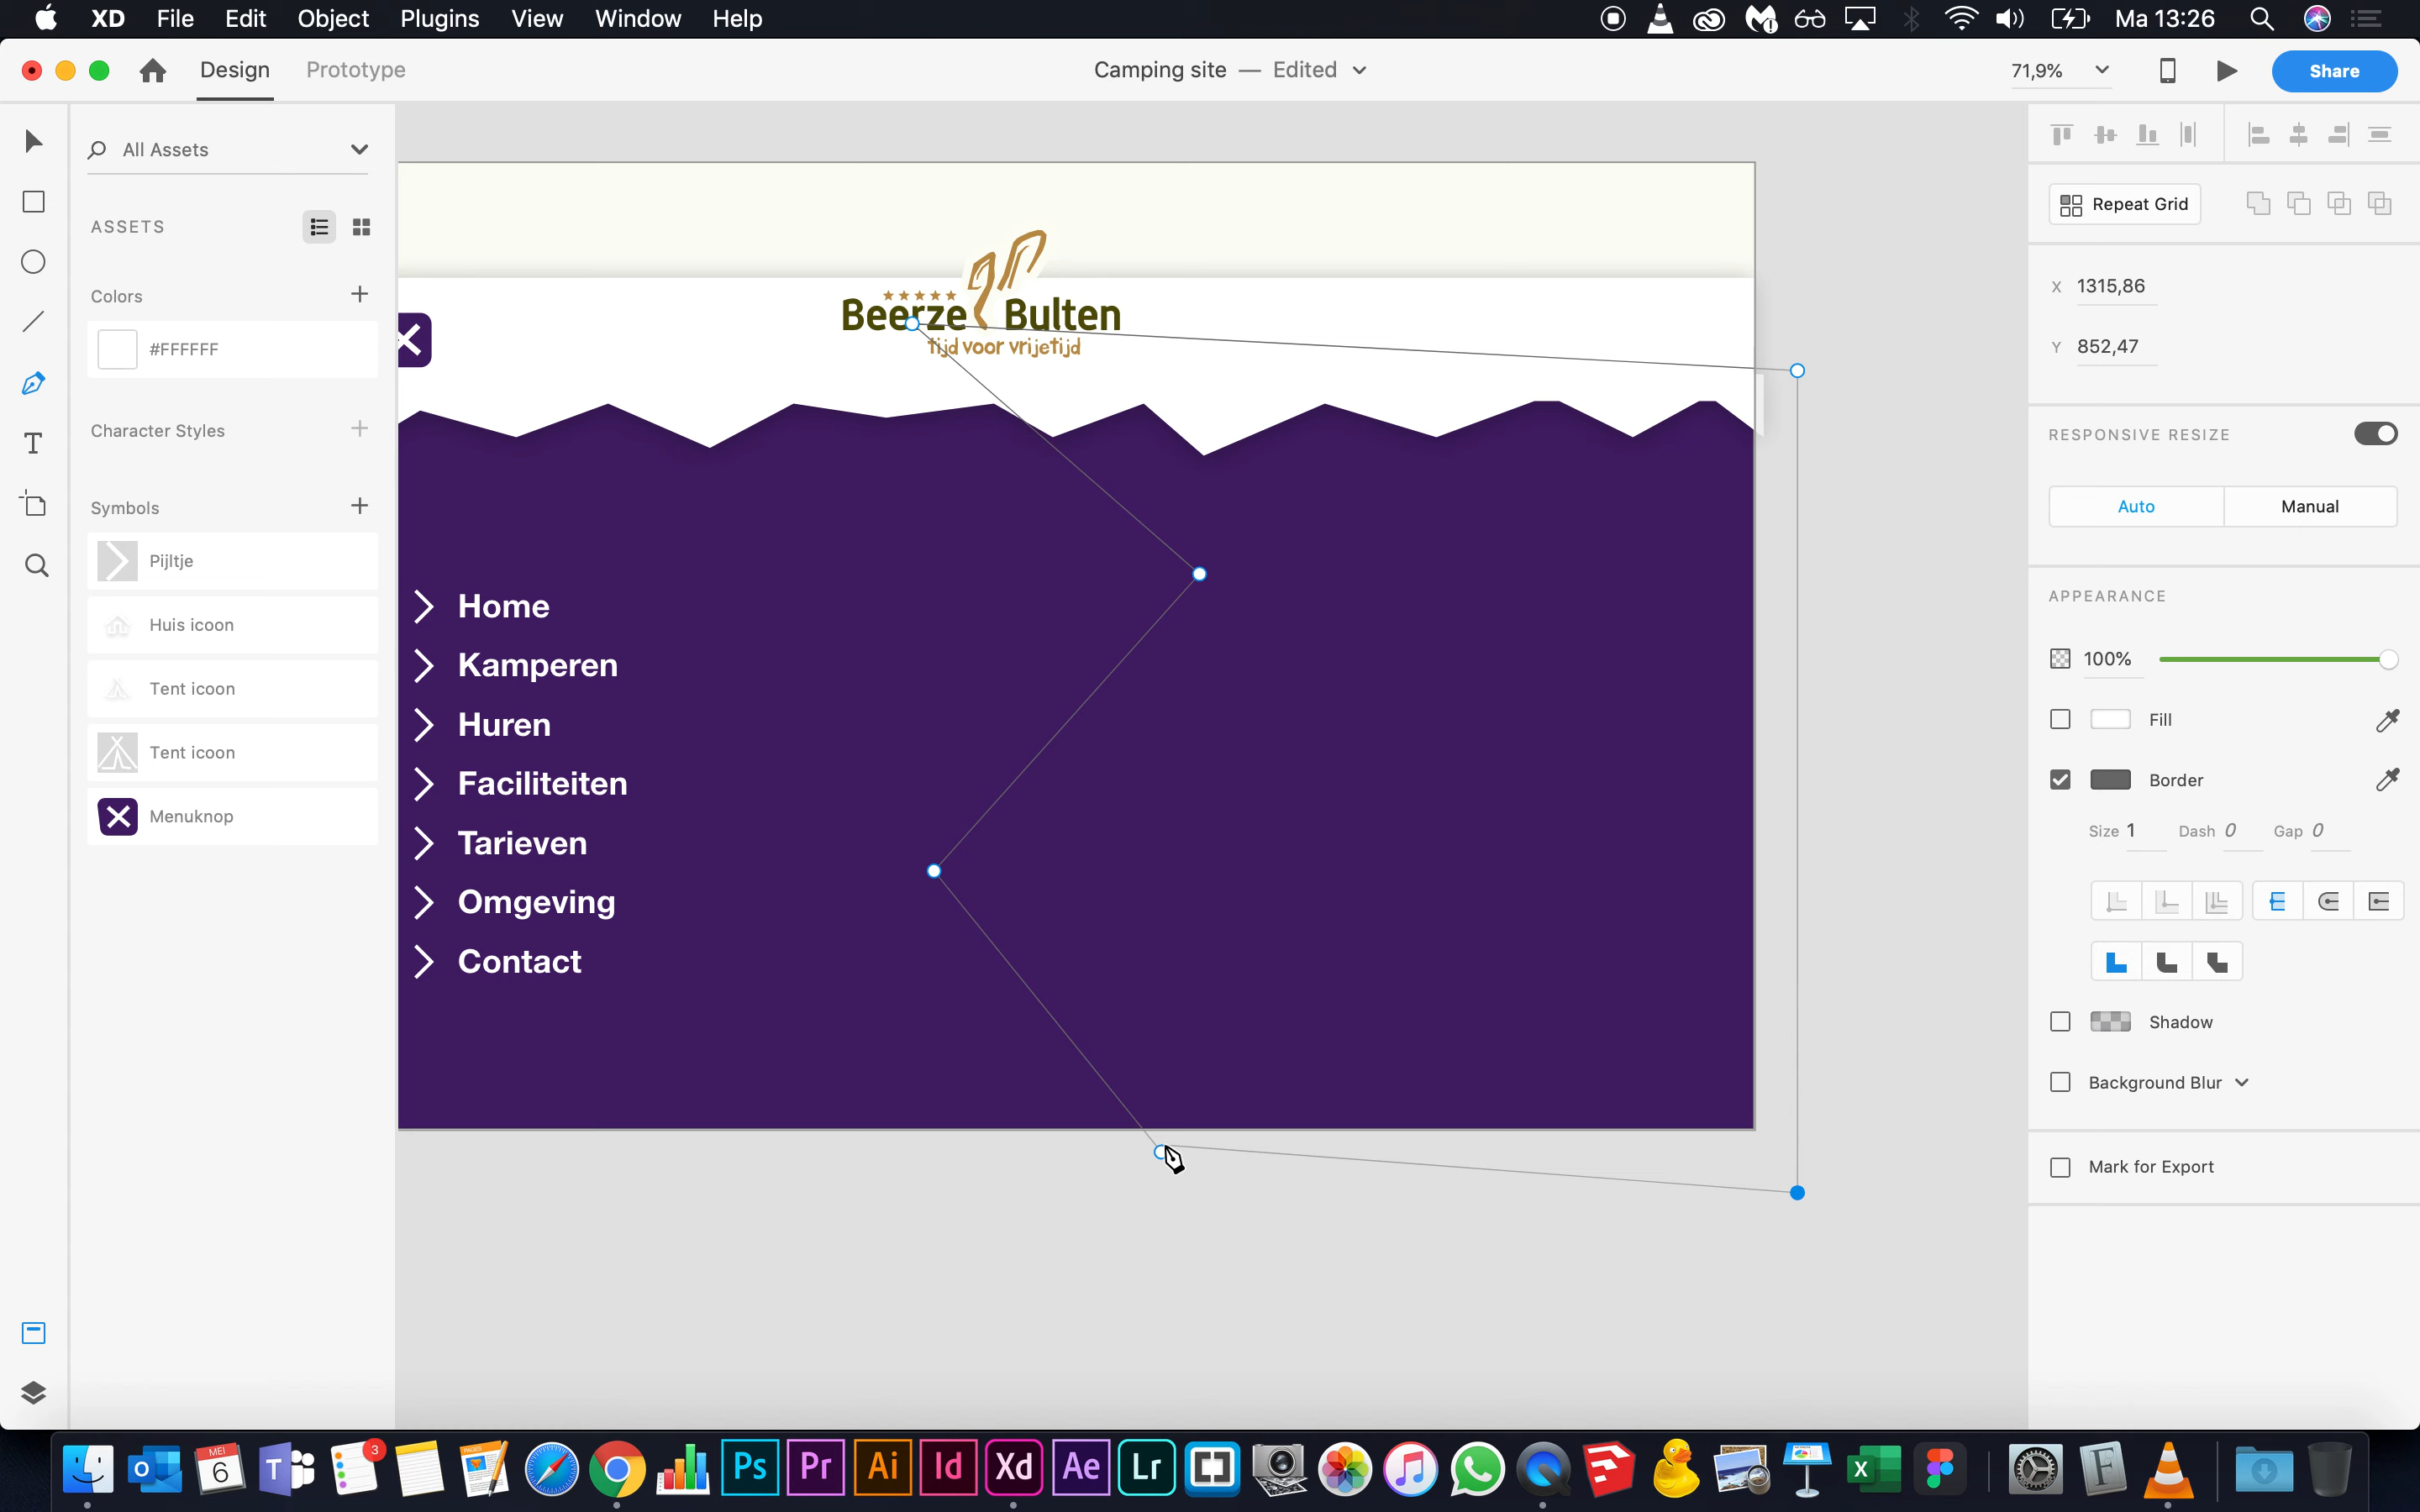 XD File Edit Object Plugins View Window Help
Ma 13:26
Design Prototype
Camping site — Edited
71,9%
Share
All Assets
ASSETS
Colors
#FFFFFF
Character Styles
Symbols
Pijltje
Huis icoon
Tent icoon
Tent icoon
Menuknop
Beerze Bulten
tijd voor vrijetijd
Home
Kamperen
Huren
Faciliteiten
Tarieven
Omgeving
Contact
Repeat Grid
X 1315,86
Y 852,47
RESPONSIVE RESIZE
Auto Manual
APPEARANCE
100%
Fill
Border
Size 1 Dash 0 Gap 0
Shadow
Background Blur
Mark for Export
MEI
6
T
3
PAGES
Ps Pr Ai Id Xd Ae Lr
X
F